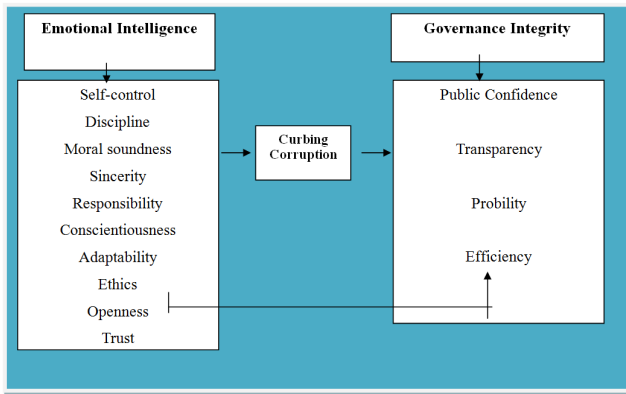 Emotional Intelligence
Self-control
Discipline
Moral soundness
Sincerity
Responsibility
Conscientiousness
Adaptability
Ethics
Openness
Trust
Curbing
Corruption
Governance Integrity
Public Confidence
Transparency
Probility
Efficiency